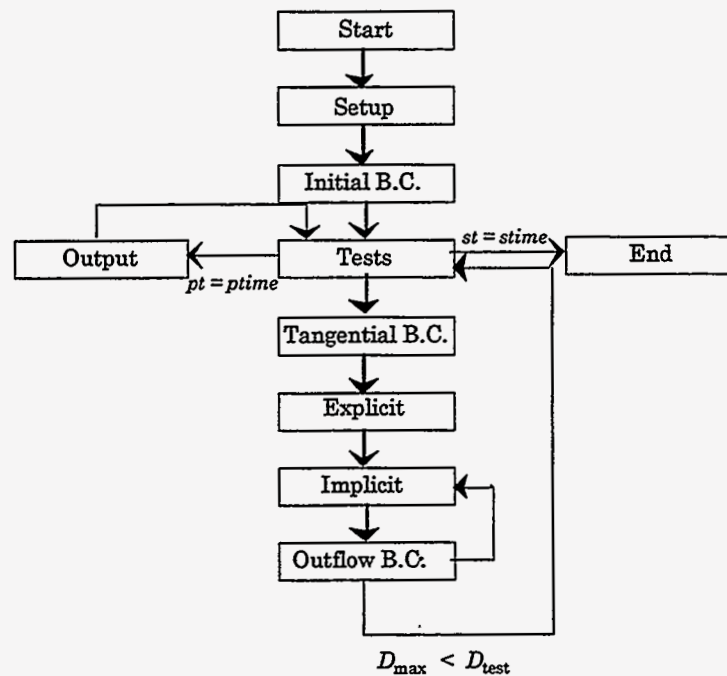 Start
Setup
Initial B.C.
st = stime
Output
Tests
End
pt = ptime
Tangential B.C.
Explicit
Implicit
Outflow B.C.
D_max < D_test